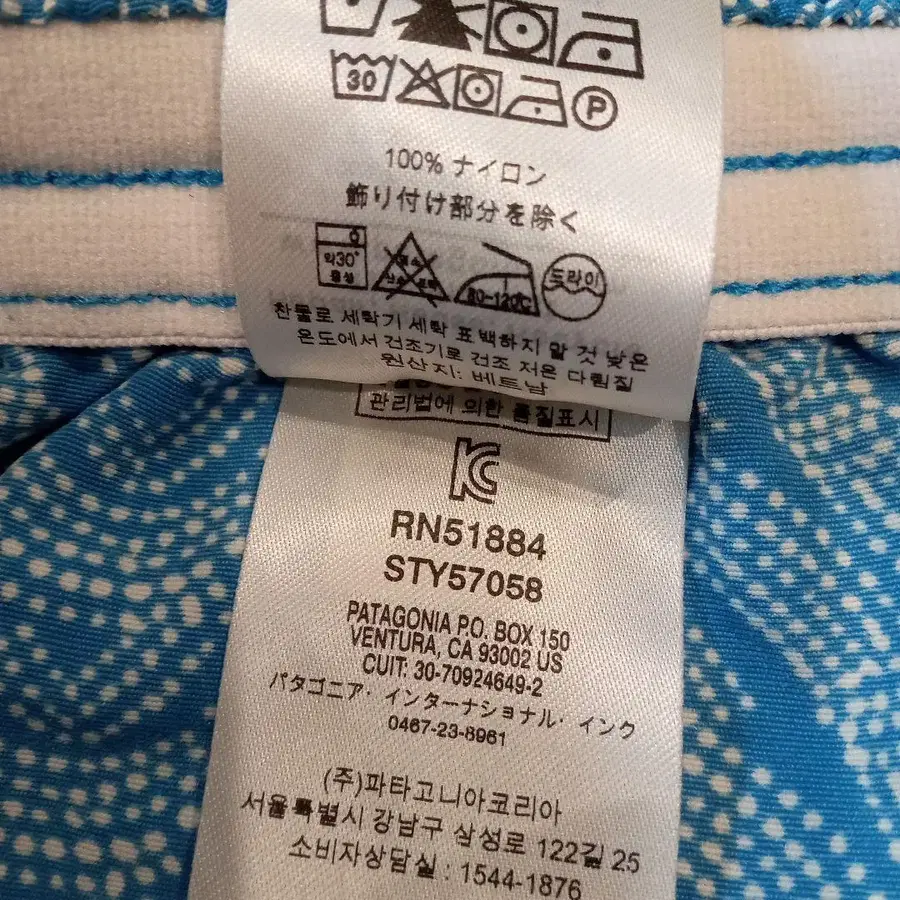 30
P
100% ナイロン
飾り付け部分を除く
약30°
중성
80-120℃
드라이
찬물로 세탁기 세탁 표백하지 말 것 낮은
온도에서 건조기로 건조 저온 다림질
원산지: 베트남
관리법에 의한 품질표시
RN51884
STY57058
PATAGONIA P.O. BOX 150
VENTURA, CA 93002 US
CUIT: 30-70924649-2
パタゴニア・インターナショナル・インク
0467-23-8961
(주)파타고니아코리아
서울특별시 강남구 삼성로 122길 25
소비자상담실 : 1544-1876